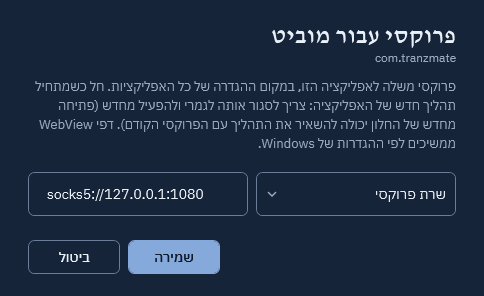 פרוקסי עבור מוביט
com.tranzmate
פרוקסי משלה לאפליקציה הזו, במקום ההגדרה של כל האפליקציות. חל כשמתחיל
תהליך חדש של האפליקציה: צריך לסגור אותה לגמרי ולהפעיל מחדש (פתיחה
מחדש של החלון יכולה להשאיר את התהליך עם הפרוקסי הקודם). דפי WebView
ממשיכים לפי ההגדרות של Windows.
שרת פרוקסי
socks5://127.0.0.1:1080
שמירה
ביטול